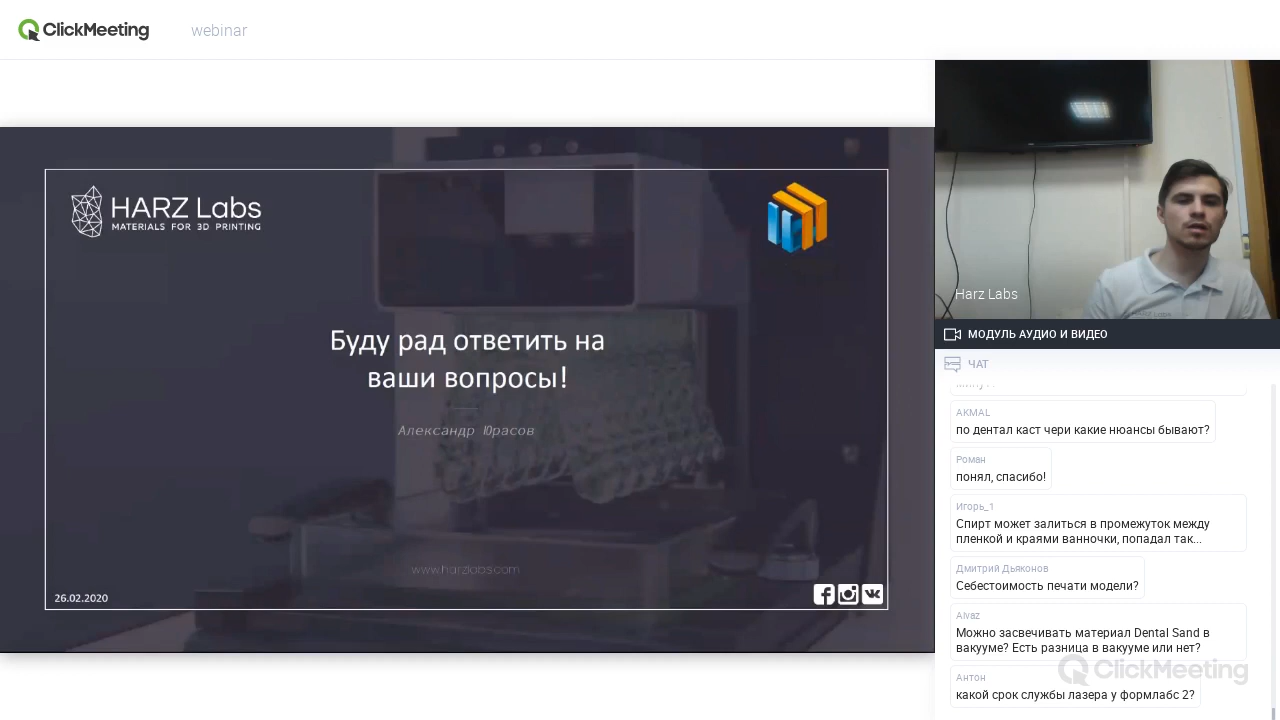 ClickMeeting
webinar
HARZ Labs
MATERIALS FOR 3D PRINTING
Буду рад ответить на
ваши вопросы!
Александр Юрасов
www.harzlabs.com
26.02.2020
Harz Labs
МОДУЛЬ АУДИО И ВИДЕО
ЧАТ
AKMAL
по дентал каст чери какие нюансы бывают?
Роман
понял, спасибо!
Игорь_1
Спирт может залиться в промежуток между
пленкой и краями ванночки, попадал так...
Дмитрий Дьяконов
Себестоимость печати модели?
Alvaz
Можно засвечивать материал Dental Sand в
вакууме? Есть разница в вакууме или нет?
ClickMeeting
Антон
какой срок службы лазера у формлабс 2?